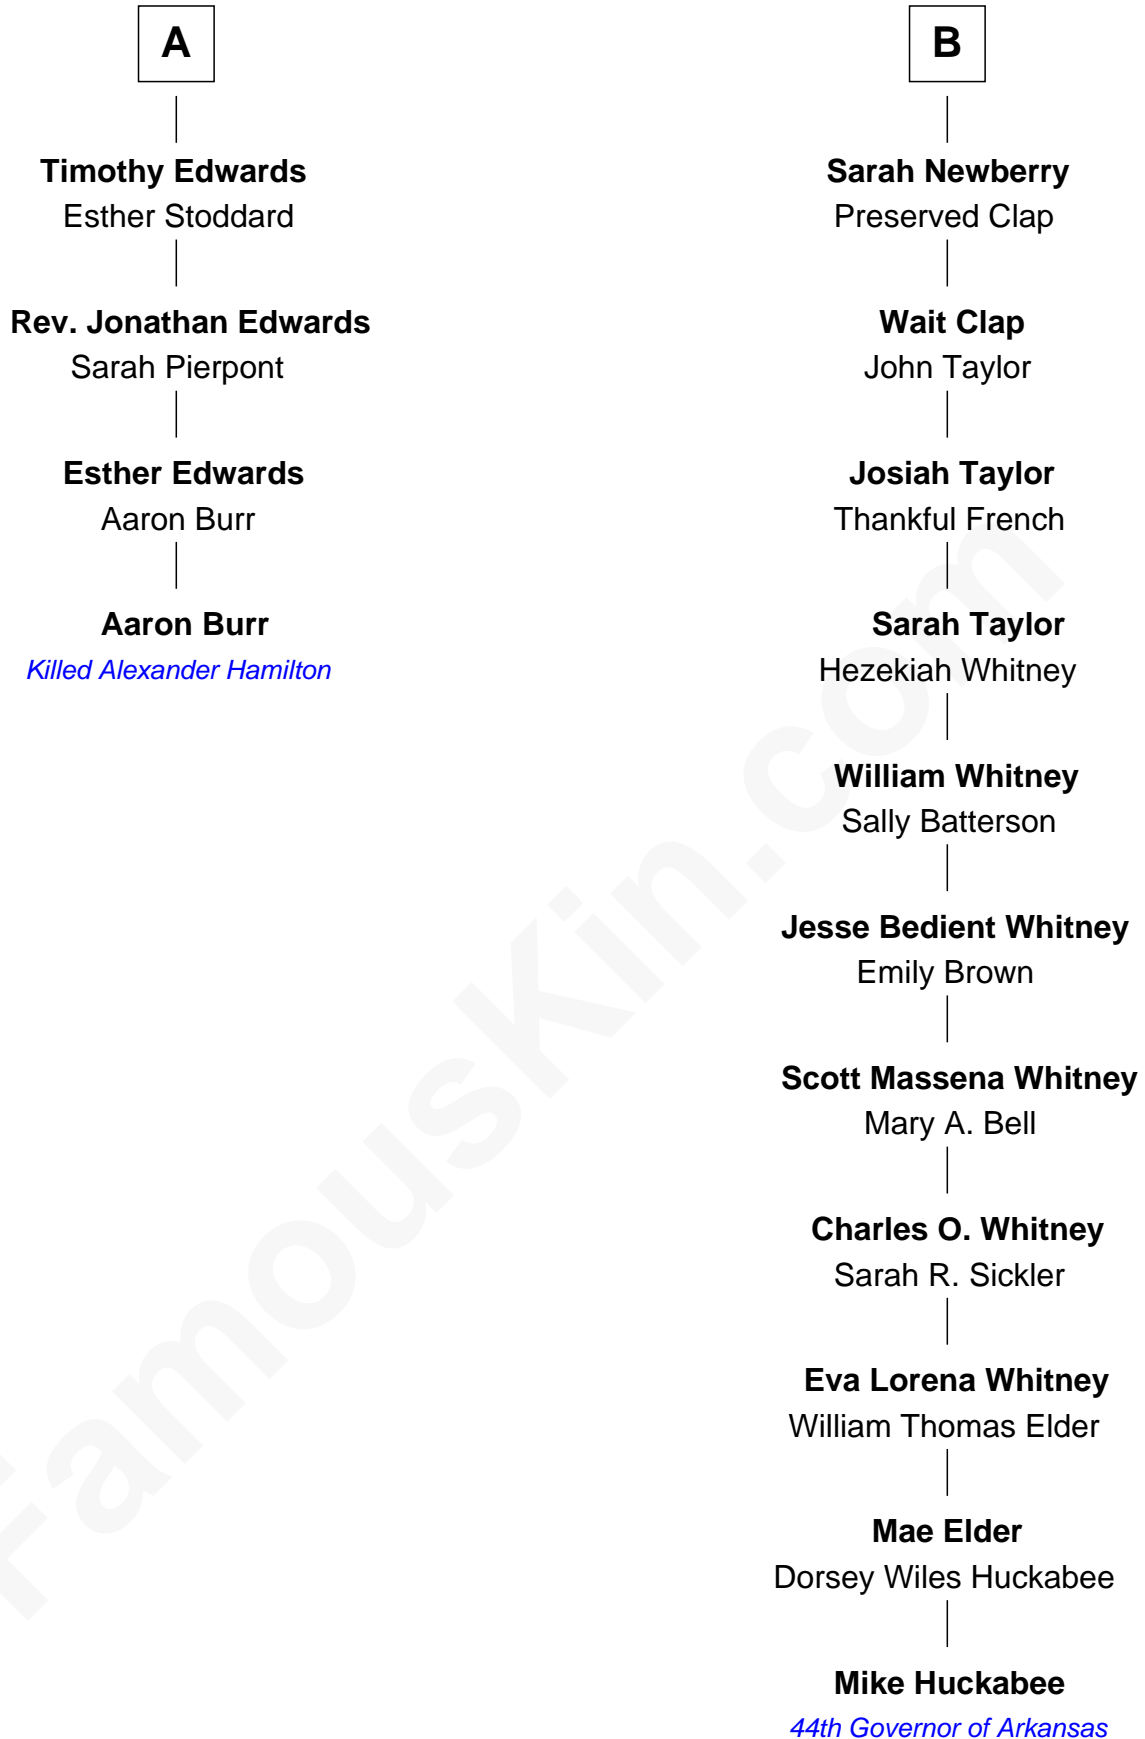 A
Timothy Edwards
Esther Stoddard
Rev. Jonathan Edwards
Sarah Pierpont
Esther Edwards
Aaron Burr
Aaron Burr
Killed Alexander Hamilton
B
Sarah Newberry
Preserved Clap
Wait Clap
John Taylor
Josiah Taylor
Thankful French
Sarah Taylor
Hezekiah Whitney
William Whitney
Sally Batterson
Jesse Bedient Whitney
Emily Brown
Scott Massena Whitney
Mary A. Bell
Charles O. Whitney
Sarah R. Sickler
Eva Lorena Whitney
William Thomas Elder
Mae Elder
Dorsey Wiles Huckabee
Mike Huckabee
44th Governor of Arkansas
FamousKin.com